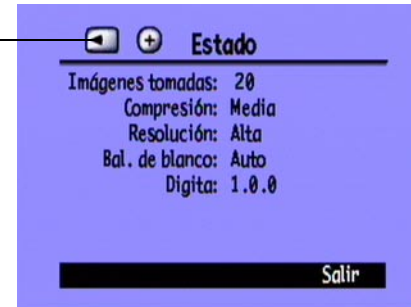 Estado
Imágenes tomadas: 20
Compresión: Media
Resolución: Alta
Bal. de blanco: Auto
Digita: 1.0.0
Salir